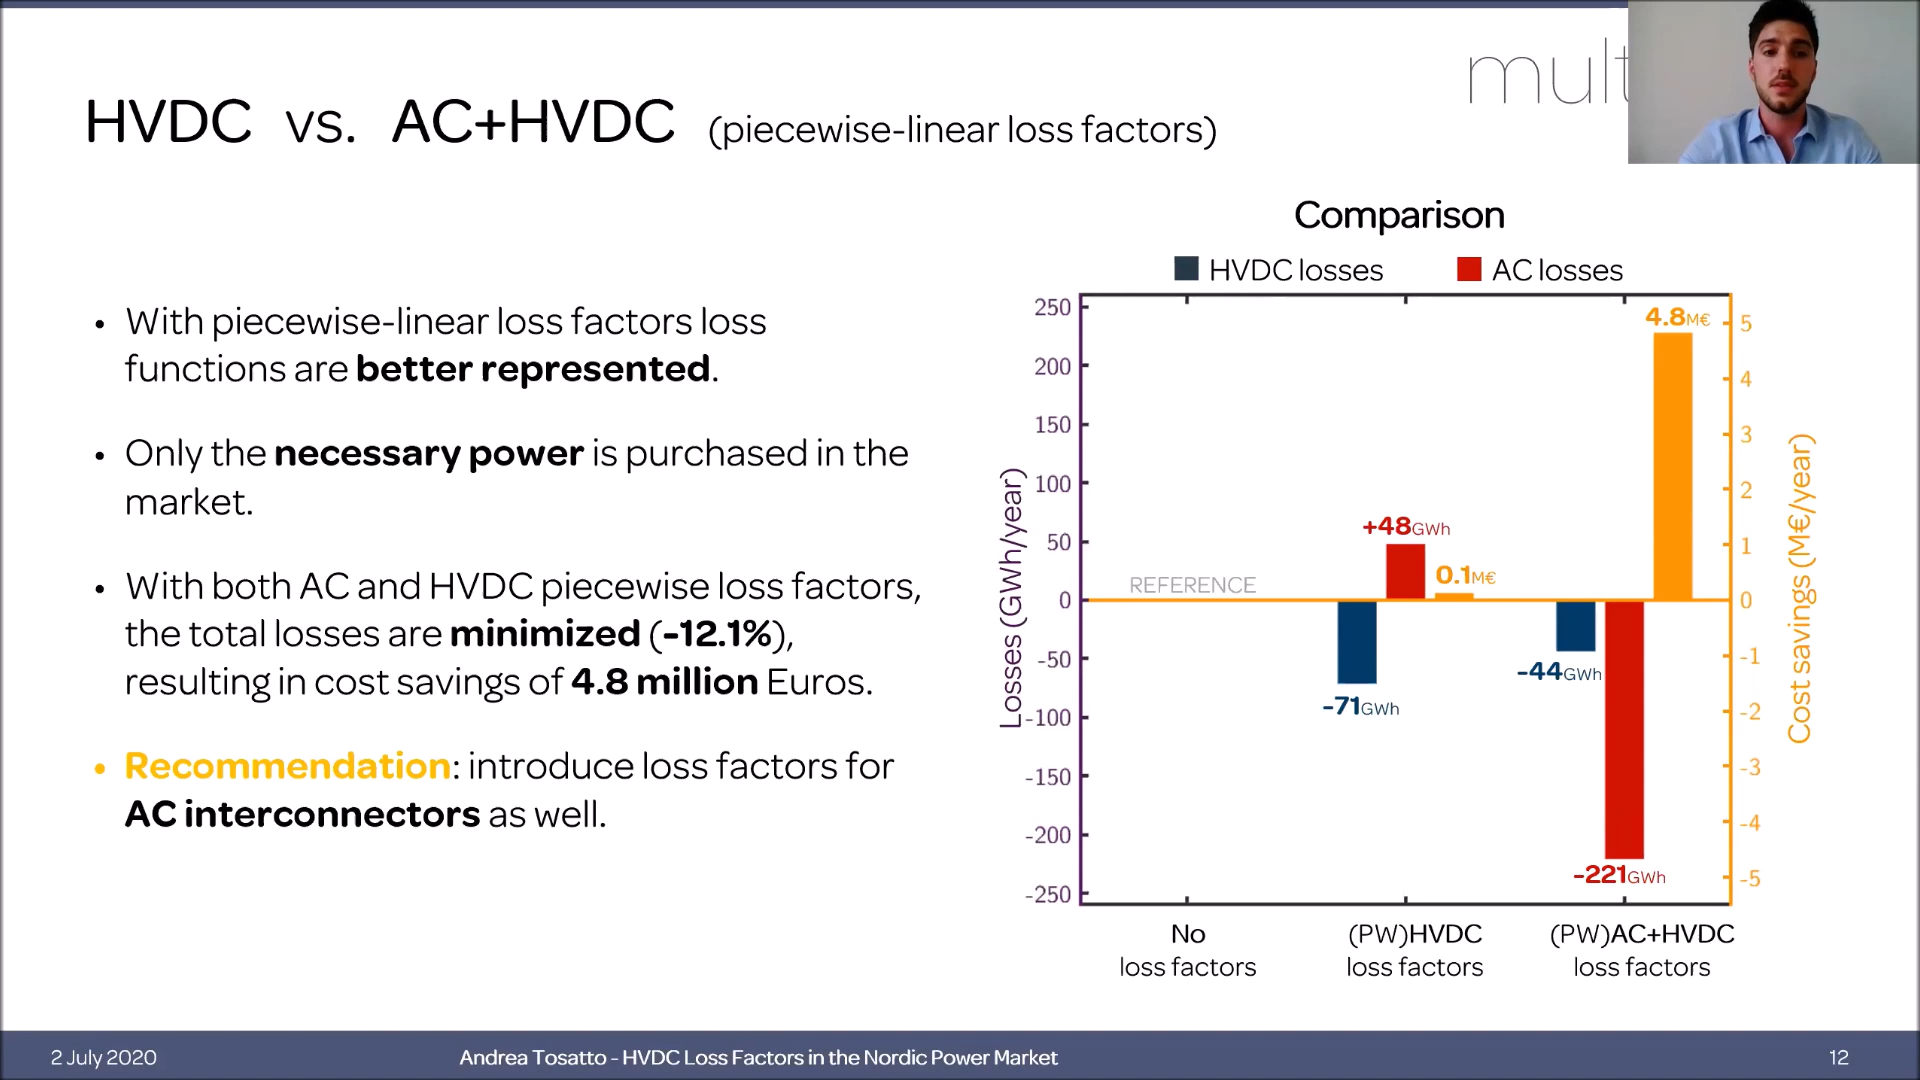 mult
HVDC vs. AC+HVDC (piecewise-linear loss factors)
• With piecewise-linear loss factors loss
functions are better represented.
• Only the necessary power is purchased in the
market.
• With both AC and HVDC piecewise loss factors,
the total losses are minimized (-12.1%),
resulting in cost savings of 4.8 million Euros.
• Recommendation: introduce loss factors for
AC interconnectors as well.
Comparison
HVDC losses
AC losses
Losses (GWh/year)
250
200
150
100
50
0
-50
-100
-150
-200
-250
REFERENCE
+48GWh
0.1M€
-71GWh
4.8M€
-44GWh
-221GWh
5
4
3
2
1
0
-1
-2
-3
-4
-5
Cost savings (M€/year)
No
loss factors
(PW)HVDC
loss factors
(PW)AC+HVDC
loss factors
2 July 2020
Andrea Tosatto - HVDC Loss Factors in the Nordic Power Market
12